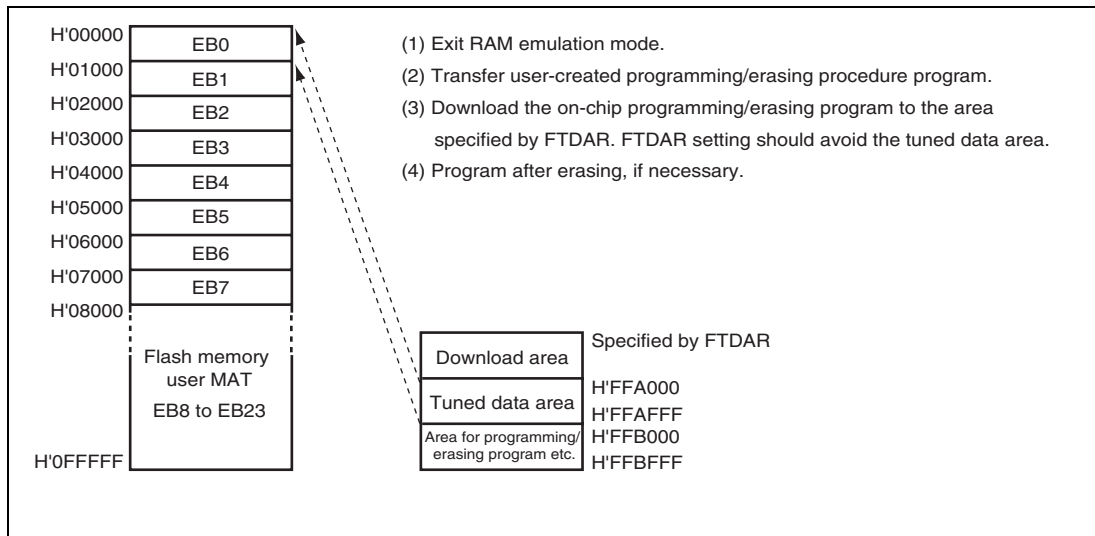 H'00000
EB0
H'01000
EB1
H'02000
EB2
H'03000
EB3
H'04000
EB4
H'05000
EB5
H'06000
EB6
H'07000
EB7
H'08000
Flash memory
user MAT
EB8 to EB23
H'0FFFFF
(1) Exit RAM emulation mode.
(2) Transfer user-created programming/erasing procedure program.
(3) Download the on-chip programming/erasing program to the area
specified by FTDAR. FTDAR setting should avoid the tuned data area.
(4) Program after erasing, if necessary.
Download area
Specified by FTDAR
Tuned data area
H'FFA000
H'FFAFFF
Area for programming/
erasing program etc.
H'FFB000
H'FFBFFF